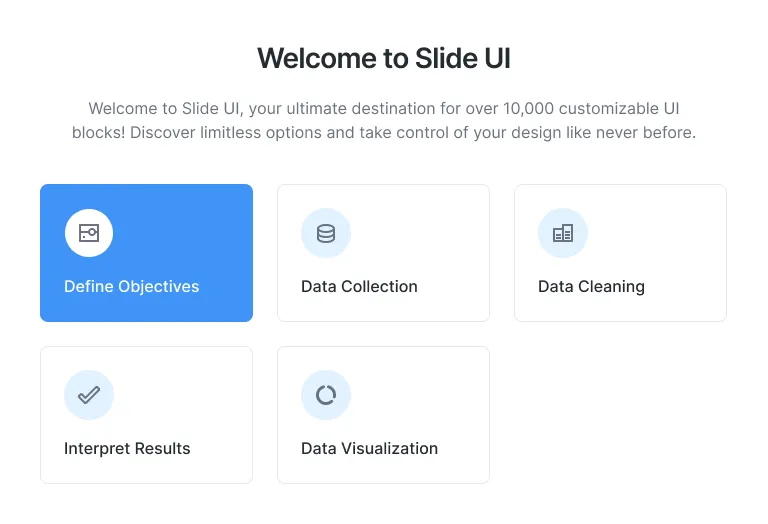 Welcome to Slide UI
Welcome to Slide UI, your ultimate destination for over 10,000 customizable UI
blocks! Discover limitless options and take control of your design like never before.
Define Objectives
Data Collection
Data Cleaning
Interpret Results
Data Visualization